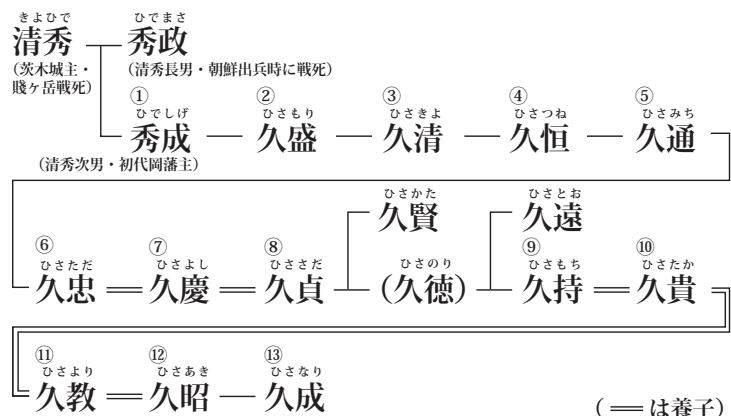 きよひで ひでまさ
清秀 秀政
(茨木城主・
賤ヶ岳戦死)
(清秀長男・朝鮮出兵時に戦死)
① ② ③ ④ ⑤
ひでしげ ひさもり ひさきよ ひさつね ひさみち
秀成 久盛 久清 久恒 久通
(清秀次男・初代岡藩主)
ひさかた ひさとお
久賢 久遠
⑥ ⑦ ⑧ ⑨ ⑩
ひさただ ひさよし ひささだ ひさのり ひさもち ひさたか
久忠 久慶 久貞 (久徳) 久持 久貴
⑪ ⑫ ⑬
ひさより ひさあき ひさなり
久教 久昭 久成
( ═ は養子)